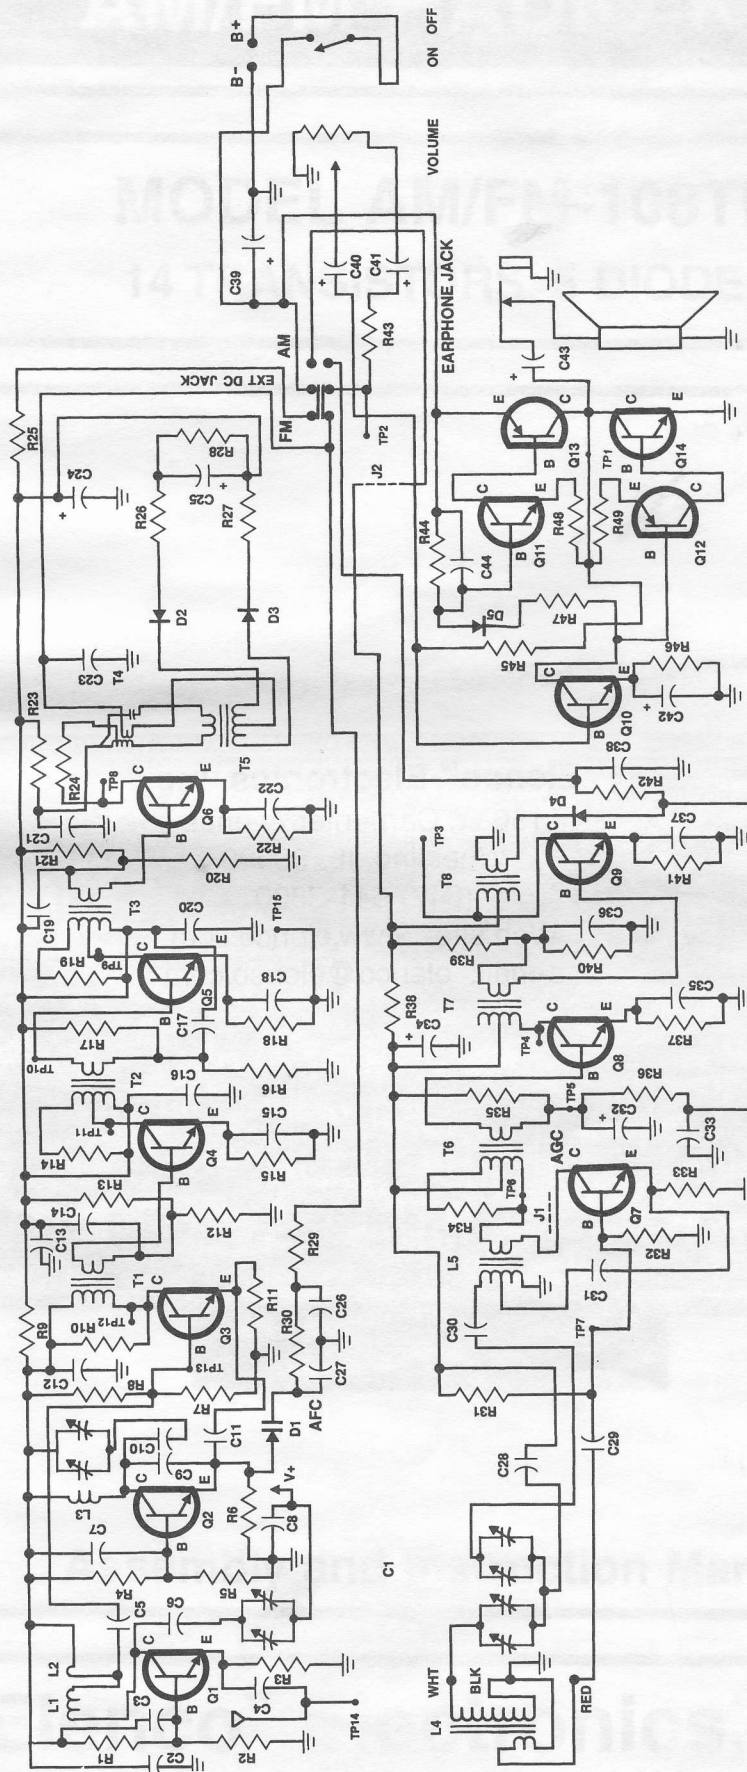 R1
C2
L1
L2
C3
B
C
E
Q1
R2
C4
R3
TP14
C5
C6
R4
C7
L3
B
C
E
Q2
R5
R6
C8
V+
C9
C10
C11
D1
AFC
R9
C12
R8
R10
TP12
T1
B
C
E
Q3
TP13
R7
R11
C27
R30
C26
R29
C13
C14
R13
R12
R14
TP11
T2
B
C
E
Q4
C16
R15
C15
TP10
R17
R16
C17
R19
TP9
T3
B
C
E
Q5
C20
R18
C18
TP15
C19
R21
C21
R20
R23
R24
TP8
B
C
E
Q6
R22
C22
T4
C23
T5
D2
D3
R26
R27
C25
R28
C24
R25
EXT DC JACK
FM
AM
TP2
J2
C39
B-
B+
R43
C40
C41
VOLUME
ON OFF
C1
WHT
BLK
RED
L4
C28
C29
R31
TP7
C30
L5
C31
J1
R34
TP6
T6
B
C
E
Q7
R32
R33
AGC
R35
TP5
C32
R36
C33
C34
R38
T7
TP4
B
C
E
Q8
R37
C35
R39
R40
C36
TP3
T8
B
C
E
Q9
R41
C37
D4
R42
C38
B
C
E
Q10
C42
R46
R45
R47
D5
R44
C44
B
C
E
Q11
R48
R49
B
E
C
Q12
E
B
C
Q13
TP1
C
B
E
Q14
C43
EARPHONE JACK